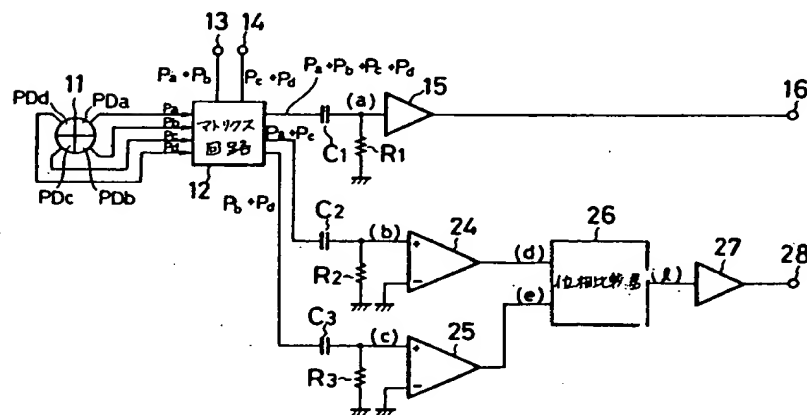 13
14
Pa+Pb
Pc+Pd
Pa+Pb+Pc+Pd
11
PDd
PDa
PDc
PDb
Pa
Pb
Pc
Pd
マトリクス
回路
12
Pa+Pc
Pb+Pd
(a)
C1
R1
15
16
C2
(b)
R2
+
-
24
(d)
C3
(c)
R3
+
-
25
(e)
26
位相比較器
(l)
27
28